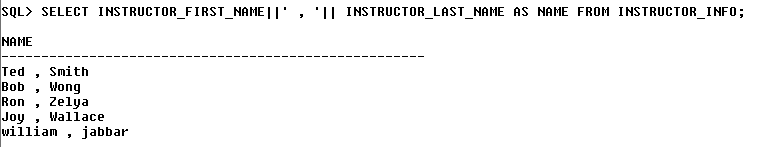 SQL> SELECT INSTRUCTOR_FIRST_NAME||' , '|| INSTRUCTOR_LAST_NAME AS NAME FROM INSTRUCTOR_INFO;
NAME
-----------------------------------------------------
Ted , Smith
Bob , Wong
Ron , Zelya
Joy , Wallace
william , jabbar